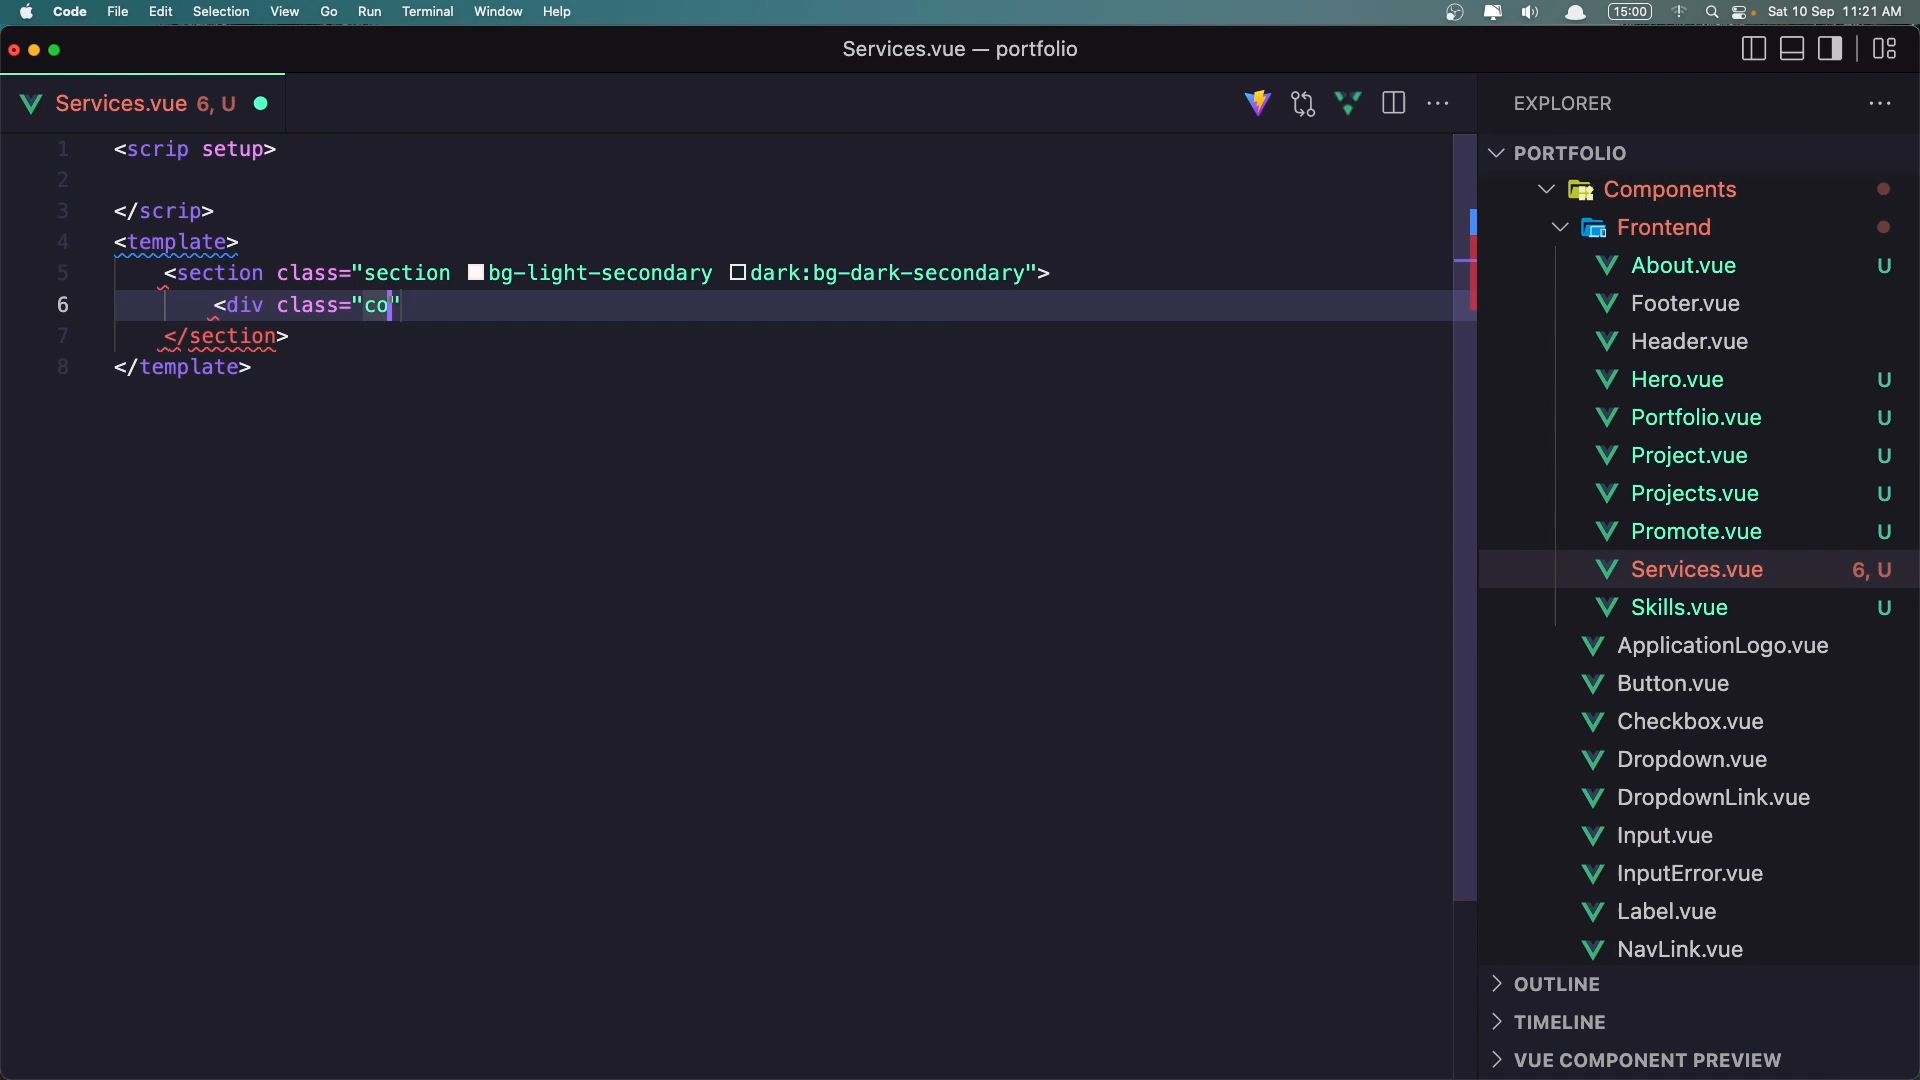 Code File Edit Selection View Go Run Terminal Window Help 15:00 Sat 10 Sep 11:21 AM
Services.vue — portfolio
Services.vue 6, U
1 <scrip setup>
2
3 </scrip>
4 <template>
5 <section class="section bg-light-secondary dark:bg-dark-secondary">
6 <div class="co"
7 </section>
8 </template>
EXPLORER
PORTFOLIO
Components
Frontend
About.vue U
Footer.vue
Header.vue
Hero.vue U
Portfolio.vue U
Project.vue U
Projects.vue U
Promote.vue U
Services.vue 6, U
Skills.vue U
ApplicationLogo.vue
Button.vue
Checkbox.vue
Dropdown.vue
DropdownLink.vue
Input.vue
InputError.vue
Label.vue
NavLink.vue
OUTLINE
TIMELINE
VUE COMPONENT PREVIEW